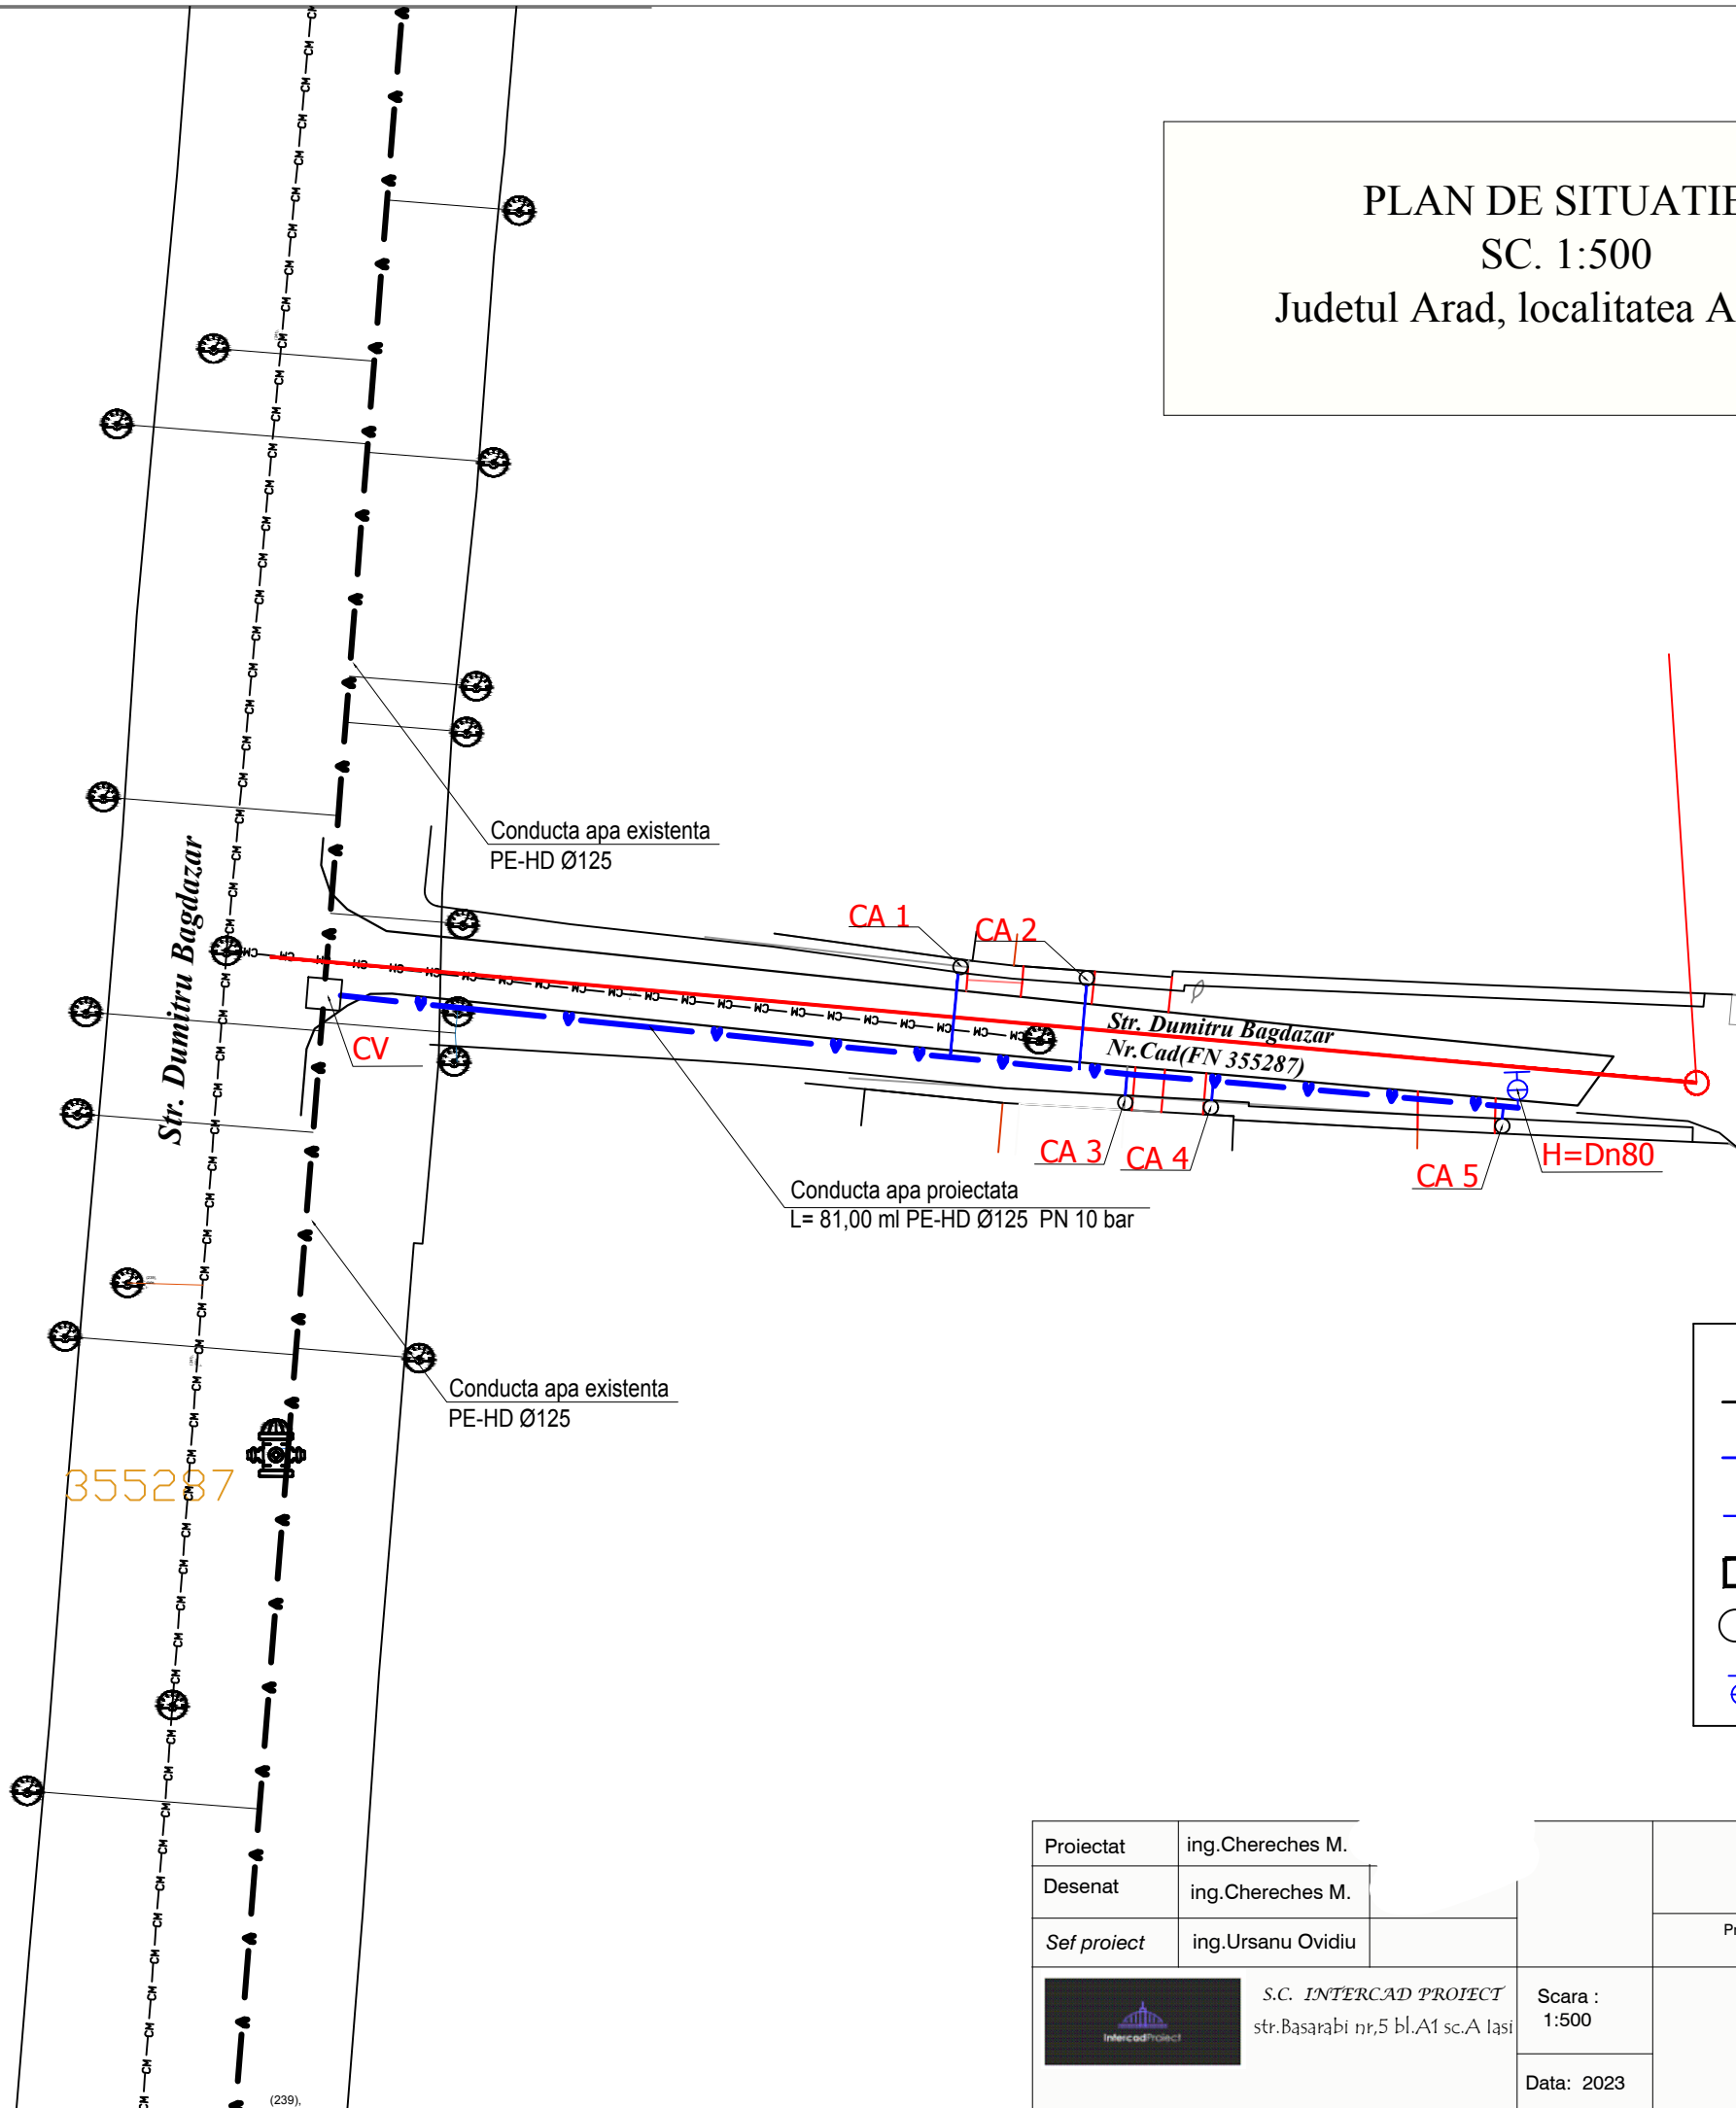 PLAN DE SITUATIE
SC. 1:500
Judetul Arad, localitatea A
Conducta apa existenta
PE-HD Ø125
Str. Dumitru Bagdazar
CA 1
CA 2
CV
Str. Dumitru Bagdazar
Nr.Cad(FN 355287)
CA 3
CA 4
CA 5
H=Dn80
Conducta apa proiectata
L= 81,00 ml PE-HD Ø125 PN 10 bar
Conducta apa existenta
PE-HD Ø125
355287
Proiectat
ing.Chereches M.
Desenat
ing.Chereches M.
Sef proiect
ing.Ursanu Ovidiu
IntercadProiect
S.C. INTERCAD PROIECT
str.Basarabi nr,5 bl.A1 sc.A Iasi
Scara :
1:500
Data: 2023
(239),